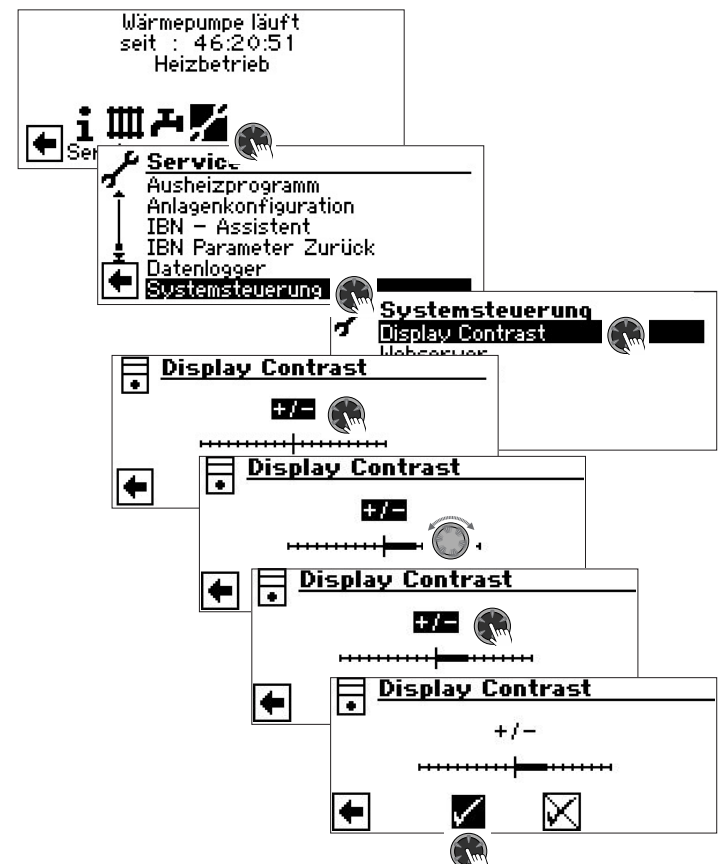 Wärmepumpe läuft
seit : 46:20:51
Heizbetrieb
Service
Ausheizprogramm
Anlagenkonfiguration
IBN - Assistent
IBN Parameter Zurück
Datenlogger
Systemsteuerung
Systemsteuerung
Display Contrast
Webserver
Display Contrast
+/-
Display Contrast
+/-
Display Contrast
+/-
Display Contrast
+/-